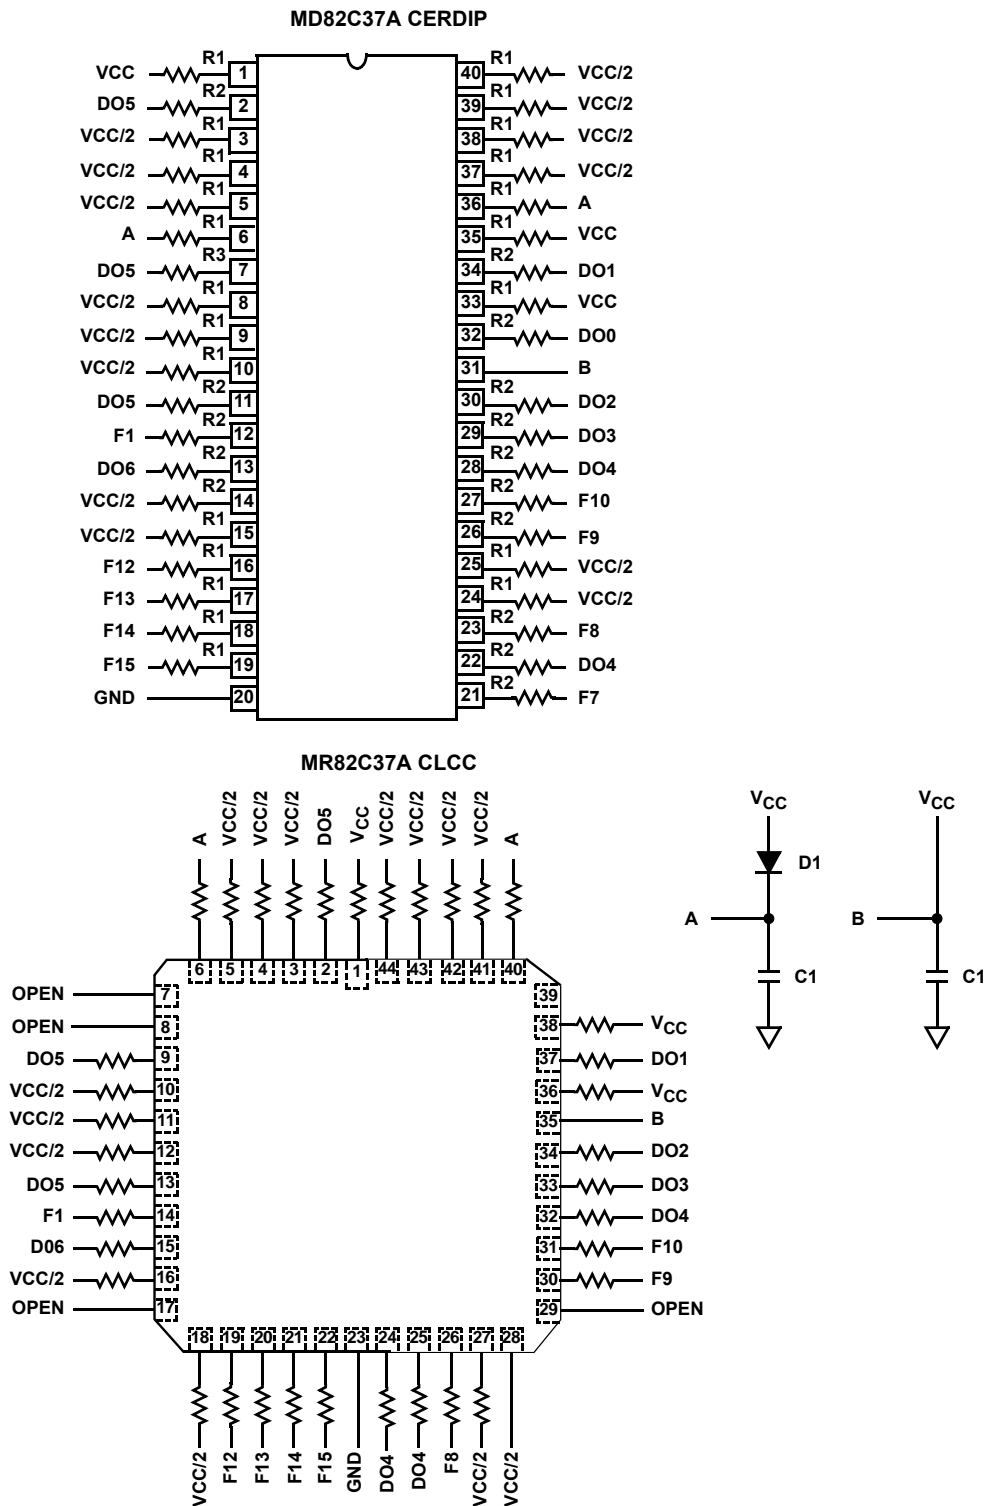 MD82C37A CERDIP
VCC R1 1 40 R1 VCC/2
DO5 R2 2 39 R1 VCC/2
VCC/2 R1 3 38 R1 VCC/2
VCC/2 R1 4 37 R1 VCC/2
VCC/2 R1 5 36 R1 A
A R1 6 35 R1 VCC
DO5 R3 7 34 R2 DO1
VCC/2 R1 8 33 R1 VCC
VCC/2 R1 9 32 R2 DO0
VCC/2 R1 10 31 B
DO5 R2 11 30 R2 DO2
F1 R2 12 29 R2 DO3
DO6 R2 13 28 R2 DO4
VCC/2 R2 14 27 R2 F10
VCC/2 R1 15 26 R2 F9
F12 R1 16 25 R1 VCC/2
F13 R1 17 24 R1 VCC/2
F14 R1 18 23 R2 F8
F15 R1 19 22 R2 DO4
GND 20 21 R2 F7
MR82C37A CLCC
A VCC/2 VCC/2 VCC/2 DO5 VCC VCC/2 VCC/2 VCC/2 VCC/2 A
6 5 4 3 2 1 44 43 42 41 40
OPEN 7 39
OPEN 8 38 VCC
DO5 9 37 DO1
VCC/2 10 36 VCC
VCC/2 11 35 B
VCC/2 12 34 DO2
DO5 13 33 DO3
F1 14 32 DO4
D06 15 31 F10
VCC/2 16 30 F9
OPEN 17 29 OPEN
18 19 20 21 22 23 24 25 26 27 28
VCC/2 F12 F13 F14 F15 GND DO4 DO4 F8 VCC/2 VCC/2
VCC
D1
A
C1
VCC
B
C1